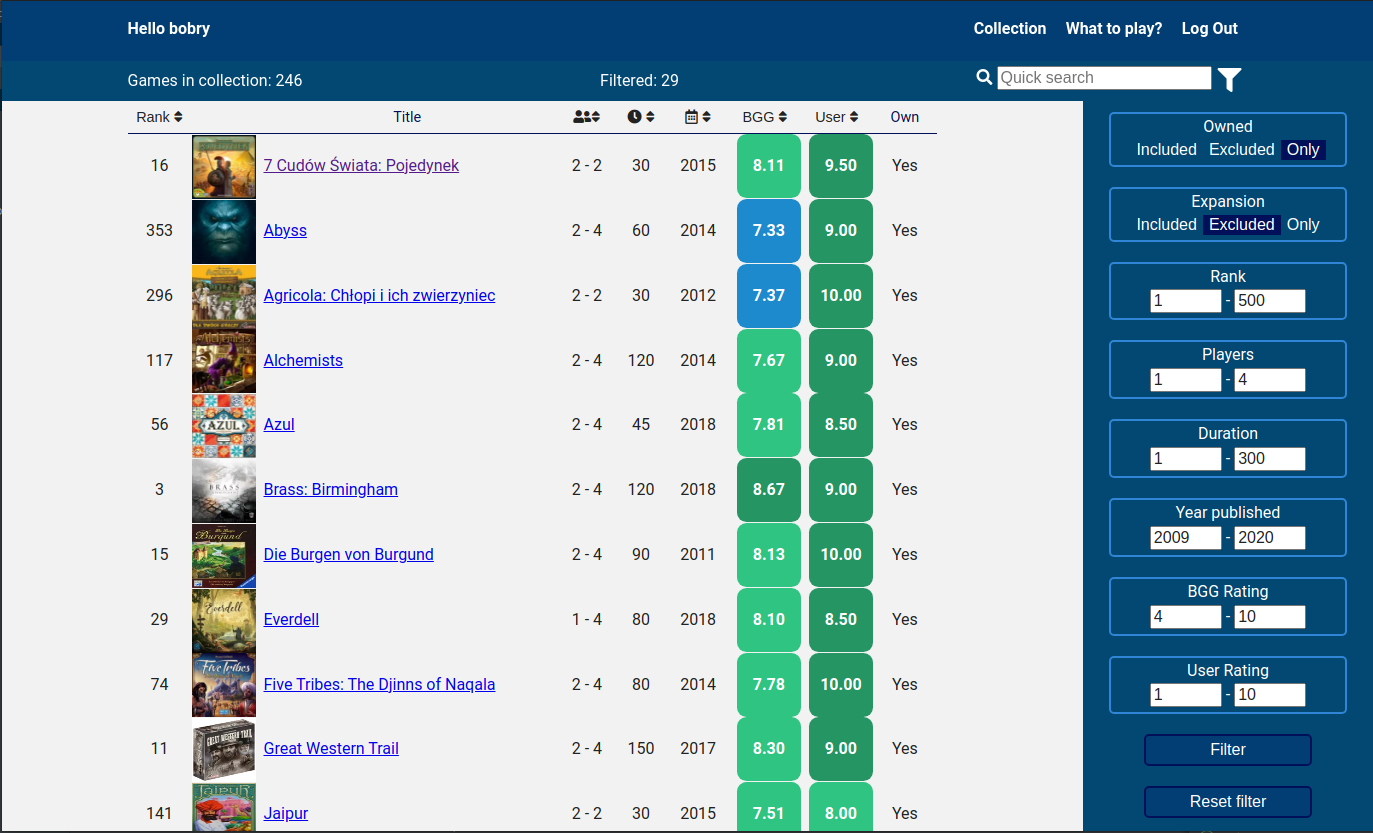 Hello bobry Collection What to play? Log Out
Games in collection: 246 Filtered: 29 Quick search
Rank Title BGG User Own
16 7 Cudów Świata: Pojedynek 2 - 2 30 2015 8.11 9.50 Yes
353 Abyss 2 - 4 60 2014 7.33 9.00 Yes
296 Agricola: Chłopi i ich zwierzyniec 2 - 2 30 2012 7.37 10.00 Yes
117 Alchemists 2 - 4 120 2014 7.67 9.00 Yes
56 AZUL Azul 2 - 4 45 2018 7.81 8.50 Yes
3 BRASS Brass: Birmingham 2 - 4 120 2018 8.67 9.00 Yes
15 Burgund Die Burgen von Burgund 2 - 4 90 2011 8.13 10.00 Yes
29 Everdell Everdell 1 - 4 80 2018 8.10 8.50 Yes
74 Five Tribes Five Tribes: The Djinns of Naqala 2 - 4 80 2014 7.78 10.00 Yes
11 GREAT WESTERN TRAIL Great Western Trail 2 - 4 150 2017 8.30 9.00 Yes
141 JAIPUR Jaipur 2 - 2 30 2015 7.51 8.00 Yes
Owned
Included Excluded Only
Expansion
Included Excluded Only
Rank
1 - 500
Players
1 - 4
Duration
1 - 300
Year published
2009 - 2020
BGG Rating
4 - 10
User Rating
1 - 10
Filter
Reset filter